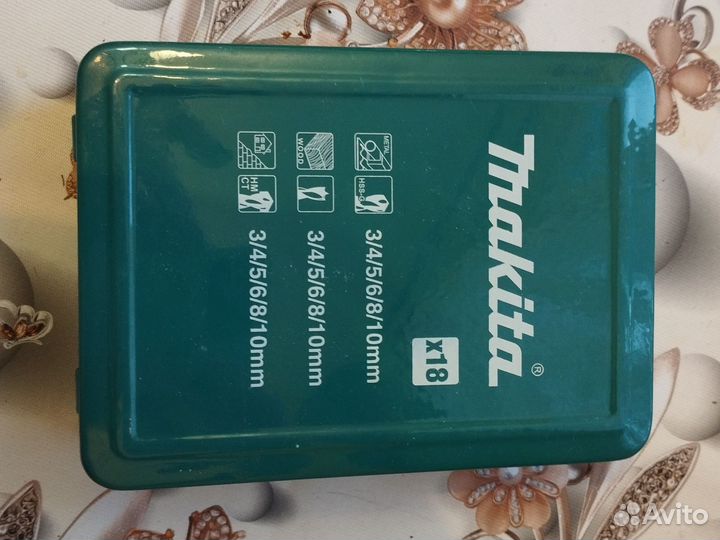 Makita®
x18
METAL
HSS-G
3/4/5/6/8/10mm
WOOD
3/4/5/6/8/10mm
HM
CT
3/4/5/6/8/10mm
Avito